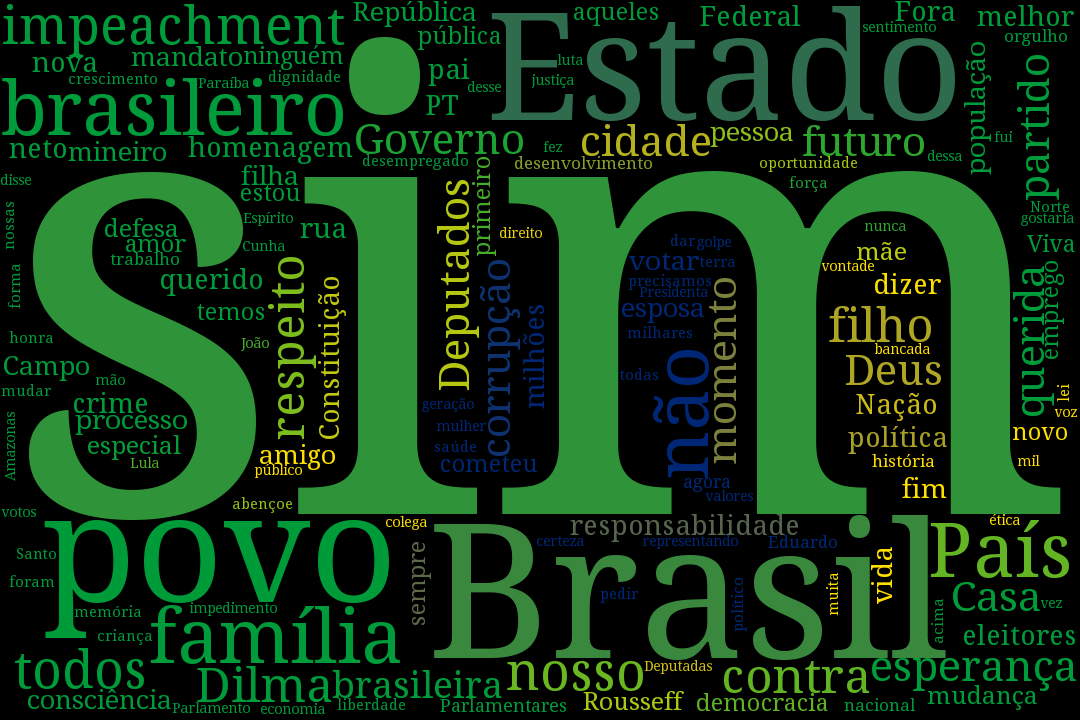 impeachment
República
aqueles
Federal
Fora
melhor
sentimento
orgulho
nova
mandato
ninguém
pública
Estado
crescimento
Paraíba
dignidade
pai
desse
luta
justiça
PT
população
partido
brasileiro
Governo
fez
cidade
pessoa
futuro
dessa
fui
neto
mineiro
homenagem
desempregado
desenvolvimento
oportunidade
força
disse
filha
estou
primeiro
sim
Norte
gostaria
nossas
defesa
amor
trabalho
Espírito
Cunha
rua
direito
Deputados
dar
golpe
nunca
mãe
Viva
votar
terra
vontade
forma
querido
respeito
Constituição
corrupção
milhões
precisamos
Presidenta
esposa
milhares
momento
dizer
filho
bancada
querida
emprego
temos
honra
João
Campo
mão
mudar
todas
não
Deus
Nação
lei
voz
crime
processo
especial
Lula
Amazonas
geração
mulher
saúde
cometeu
política
história
novo
mil
amigo
público
agora
valores
fim
abençoe
votos
povo
colega
sempre
Brasil
responsabilidade
ética
País
certeza
representando
Eduardo
Santo
foram
pedir
político
muita
vida
Casa
vez
acima
memória
impedimento
criança
família
eleitores
todos
Dilma
brasileira
nosso
Deputadas
contra
esperança
consciência
Parlamento
economia
liberdade
Parlamentares
Rousseff
democracia
nacional
mudança